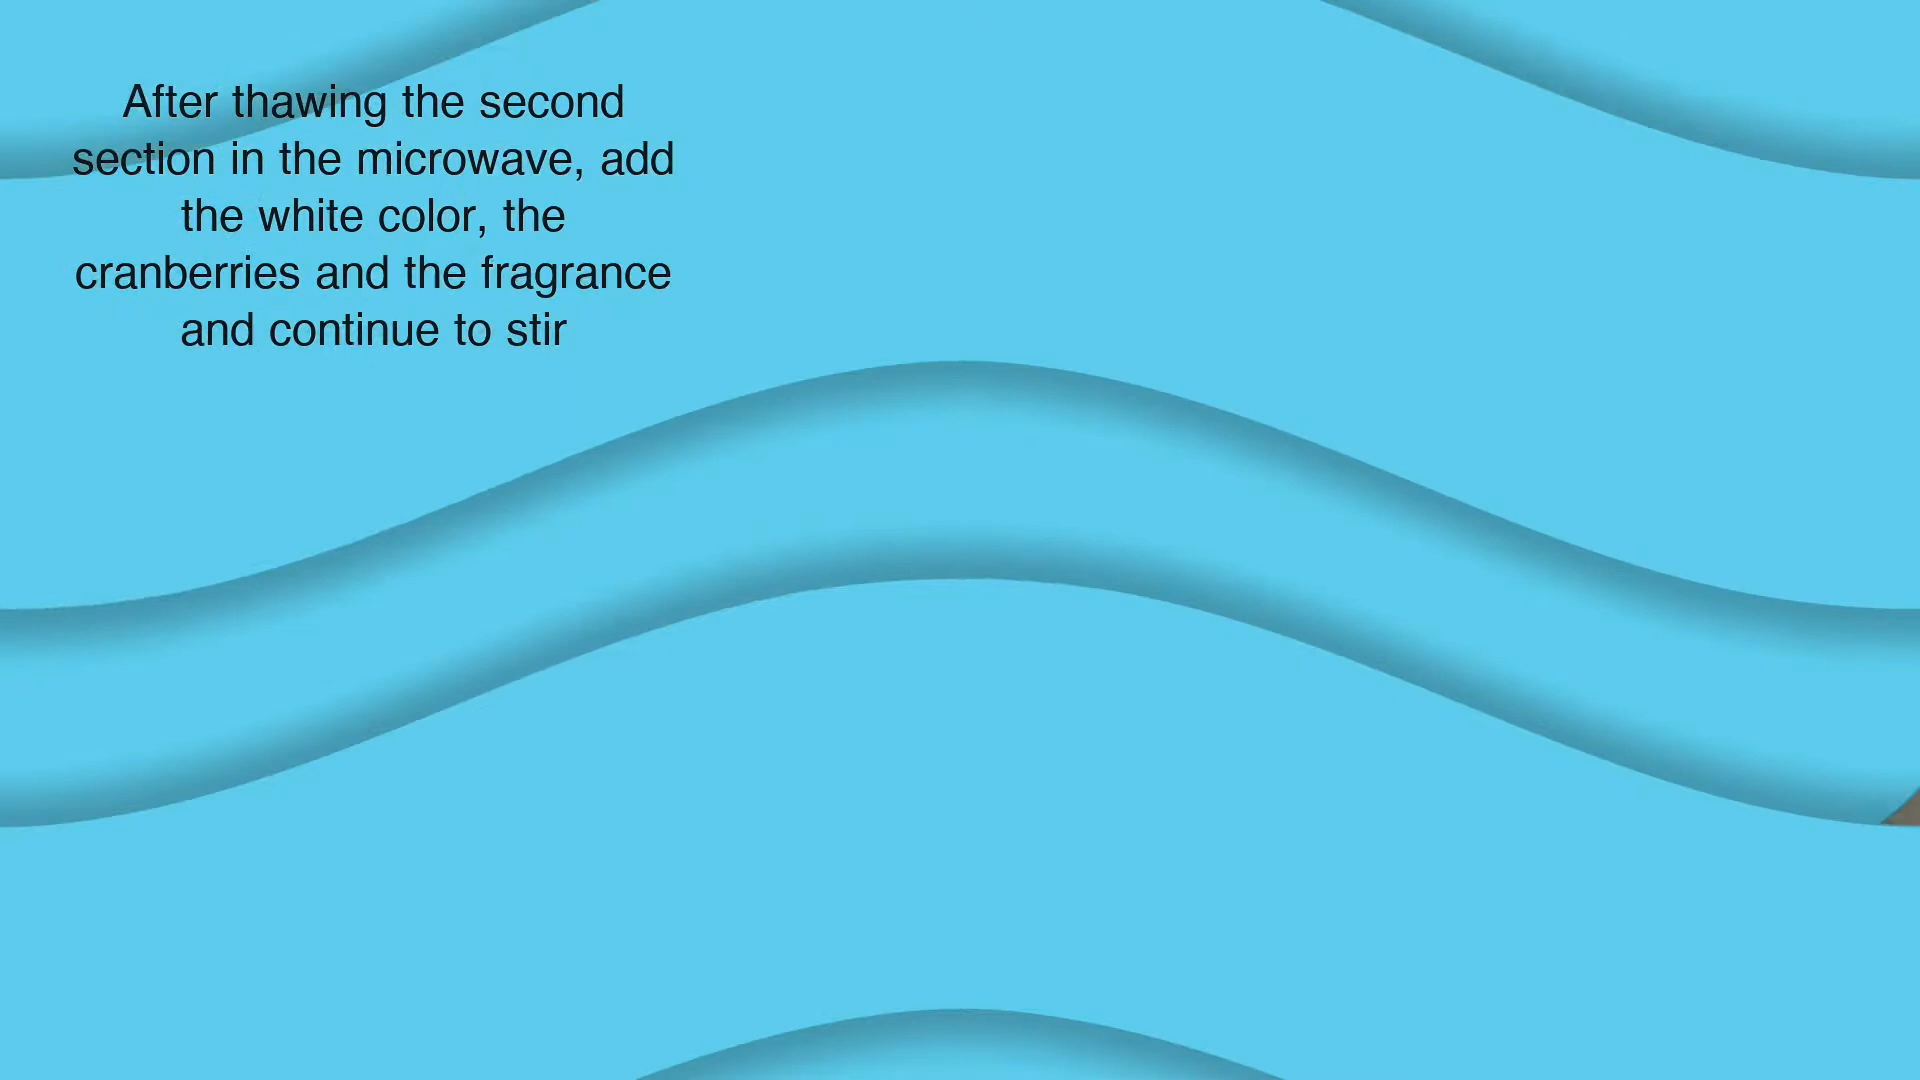 After thawing the second
section in the microwave, add
the white color, the
cranberries and the fragrance
and continue to stir